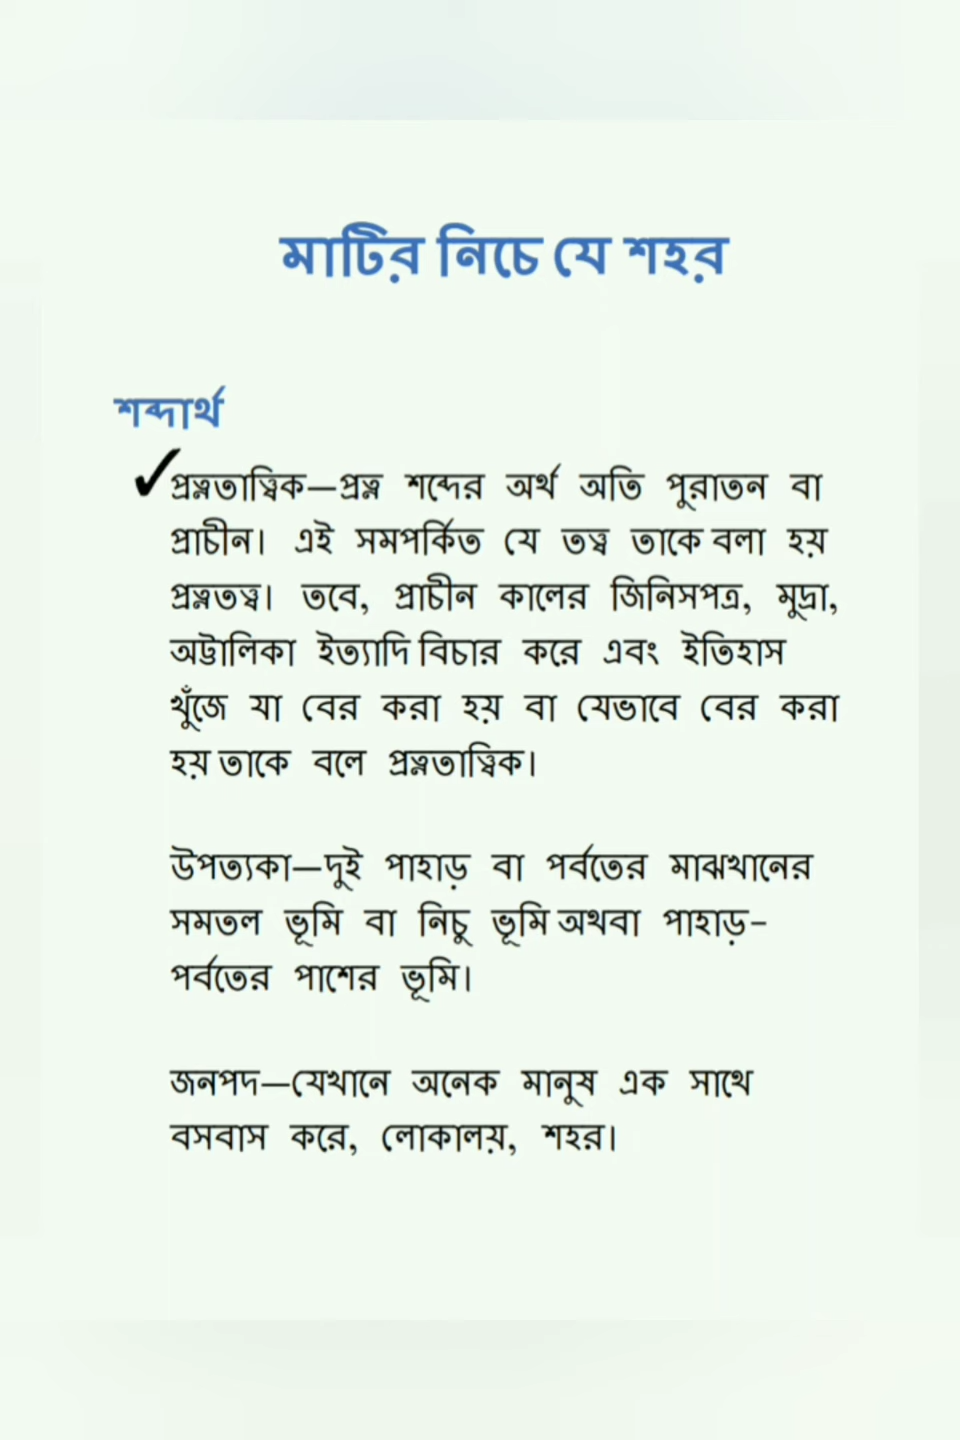 মাটির নিচে যে শহর
শব্দার্থ
✓প্রত্নতাত্ত্বিক—প্রত্ন শব্দের অর্থ অতি পুরাতন বা
প্রাচীন। এই সমপর্কিত যে তত্ত্ব তাকে বলা হয়
প্রত্নতত্ত্ব। তবে, প্রাচীন কালের জিনিসপত্র, মুদ্রা,
অট্টালিকা ইত্যাদি বিচার করে এবং ইতিহাস
খুঁজে যা বের করা হয় বা যেভাবে বের করা
হয় তাকে বলে প্রত্নতাত্ত্বিক।
উপত্যকা—দুই পাহাড় বা পর্বতের মাঝখানের
সমতল ভূমি বা নিচু ভূমি অথবা পাহাড়-
পর্বতের পাশের ভূমি।
জনপদ—যেখানে অনেক মানুষ এক সাথে
বসবাস করে, লোকালয়, শহর।